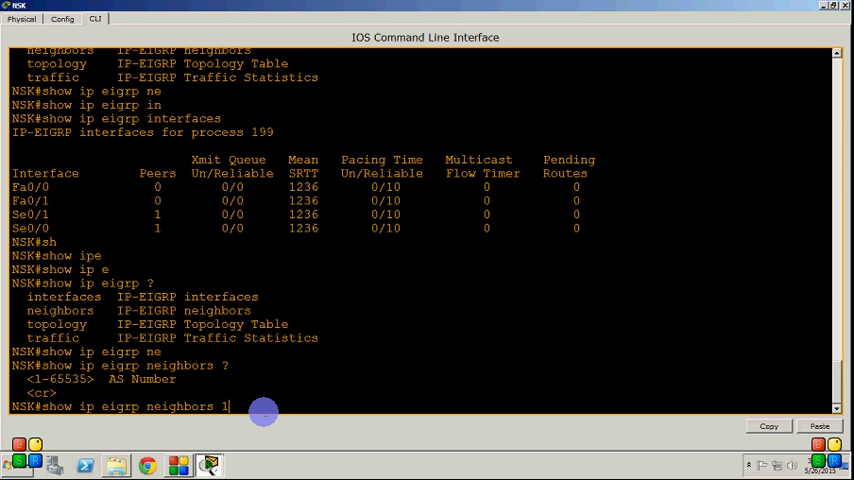 NSK
Physical Config CLI
IOS Command Line Interface
neighbors IP-EIGRP neighbors
topology IP-EIGRP Topology Table
traffic IP-EIGRP Traffic Statistics
NSK#show ip eigrp ne
NSK#show ip eigrp in
NSK#show ip eigrp interfaces
IP-EIGRP interfaces for process 199
Xmit Queue Mean Pacing Time Multicast Pending
Interface Peers Un/Reliable SRTT Un/Reliable Flow Timer Routes
Fa0/0 0 0/0 1236 0/10 0 0
Fa0/1 0 0/0 1236 0/10 0 0
Se0/1 1 0/0 1236 0/10 0 0
Se0/0 1 0/0 1236 0/10 0 0
NSK#sh
NSK#show ipe
NSK#show ip e
NSK#show ip eigrp ?
interfaces IP-EIGRP interfaces
neighbors IP-EIGRP neighbors
topology IP-EIGRP Topology Table
traffic IP-EIGRP Traffic Statistics
NSK#show ip eigrp ne
NSK#show ip eigrp neighbors ?
<1-65535> AS Number
<cr>
NSK#show ip eigrp neighbors 1
Copy Paste
5/26/2015